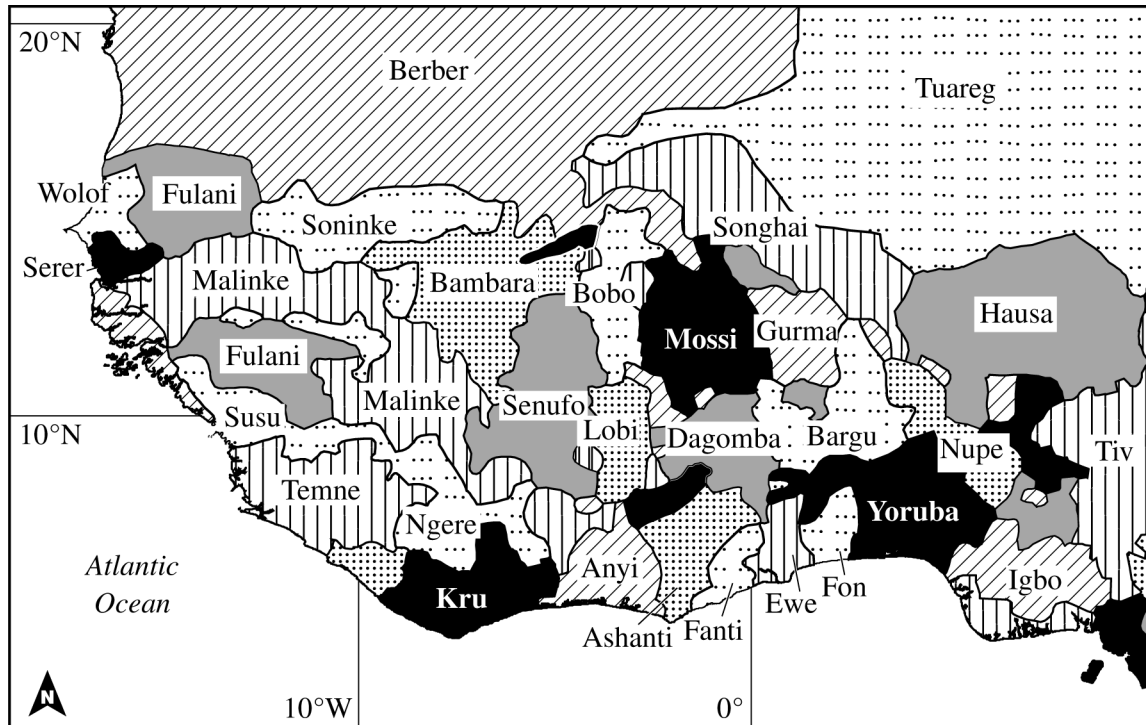 20°N
Berber
Tuareg
Wolof
Fulani
Soninke
Songhai
Serer
Malinke
Bambara
Bobo
Hausa
Mossi
Gurma
Fulani
Malinke
Senufo
Susu
10°N
Lobi
Dagomba
Bargu
Nupe
Tiv
Temne
Ngere
Yoruba
Atlantic
Ocean
Kru
Anyi
Igbo
Fon
Ewe
Ashanti
Fanti
N
10°W
0°